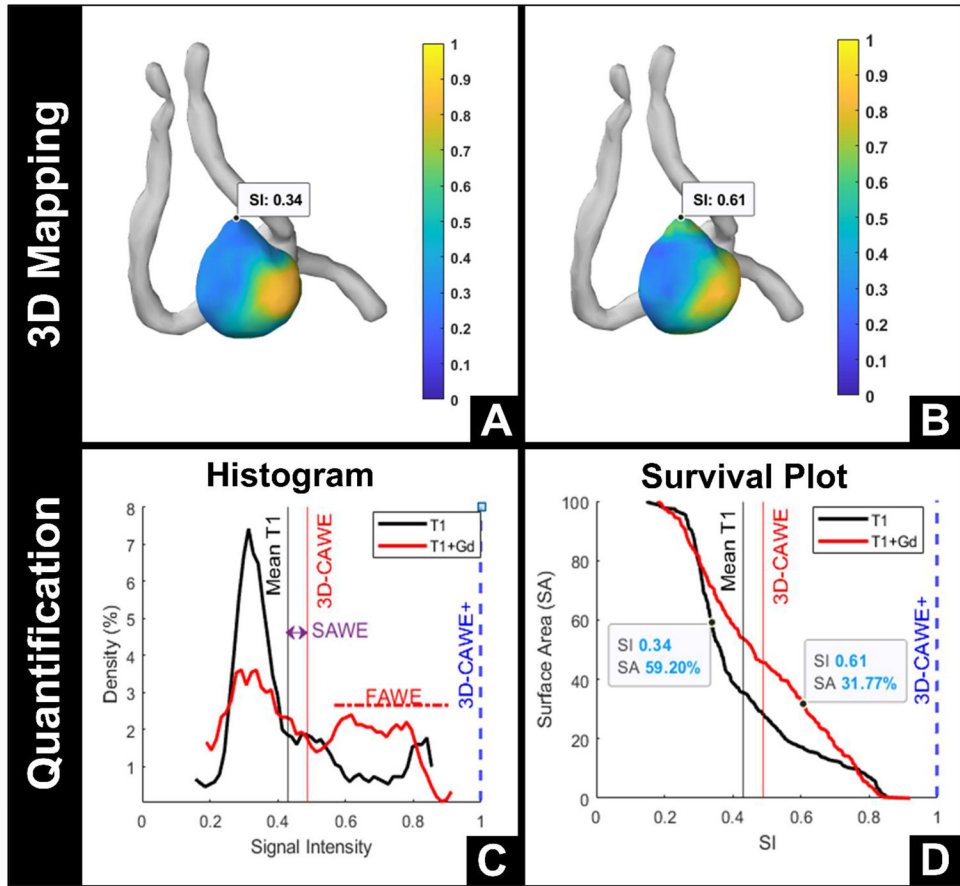 3D Mapping
SI: 0.34
1
0.9
0.8
0.7
0.6
0.5
0.4
0.3
0.2
0.1
0
A
SI: 0.61
1
0.9
0.8
0.7
0.6
0.5
0.4
0.3
0.2
0.1
0
B
Quantification
Histogram
8
7
6
5
4
3
2
1
Density (%)
Mean T1
3D-CAWE
T1
T1+Gd
SAWE
FAWE
3D-CAWE+
0
0.2
0.4
0.6
0.8
1
Signal Intensity
C
Survival Plot
100
80
60
40
20
0
Surface Area (SA)
Mean T1
3D-CAWE
T1
T1+Gd
3D-CAWE+
SI 0.34
SA 59.20%
SI 0.61
SA 31.77%
0
0.2
0.4
0.6
0.8
1
SI
D